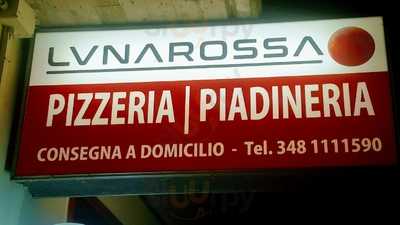 LVNAROSSA
PIZZERIA | PIADINERIA
CONSEGNA A DOMICILIO - Tel. 348 1111590